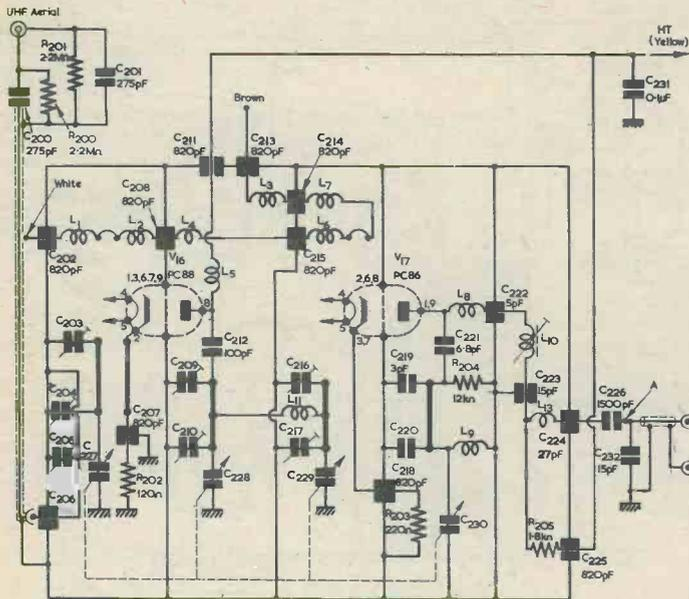 UHF Aerial
R201
2·2MΩ
C201
275pF
C200
275pF
R200
2·2MΩ
HT
(Yellow)
C231
0·1μF
Brown
C211
820pF
C213
820pF
C214
820pF
White
C208
820pF
L3
L7
L1
L2
L4
L6
C202
820pF
V16
PC88
L5
C215
820pF
V17
PC86
1,3,6,7,9
2,6,8
4
5
2
8
4
5
3,7
1,9
L8
C222
5pF
L10
C203
C212
100pF
C221
6·8pF
C209
C216
C219
3pF
R204
12kΩ
C223
15pF
C226
1500pF
A
C204
L11
L13
C205
C207
820pF
C210
C217
C220
L9
C224
27pF
C232
15pF
C227
R202
120Ω
C228
C229
C218
820pF
C206
R203
220Ω
C230
R205
1·8kΩ
C225
820pF